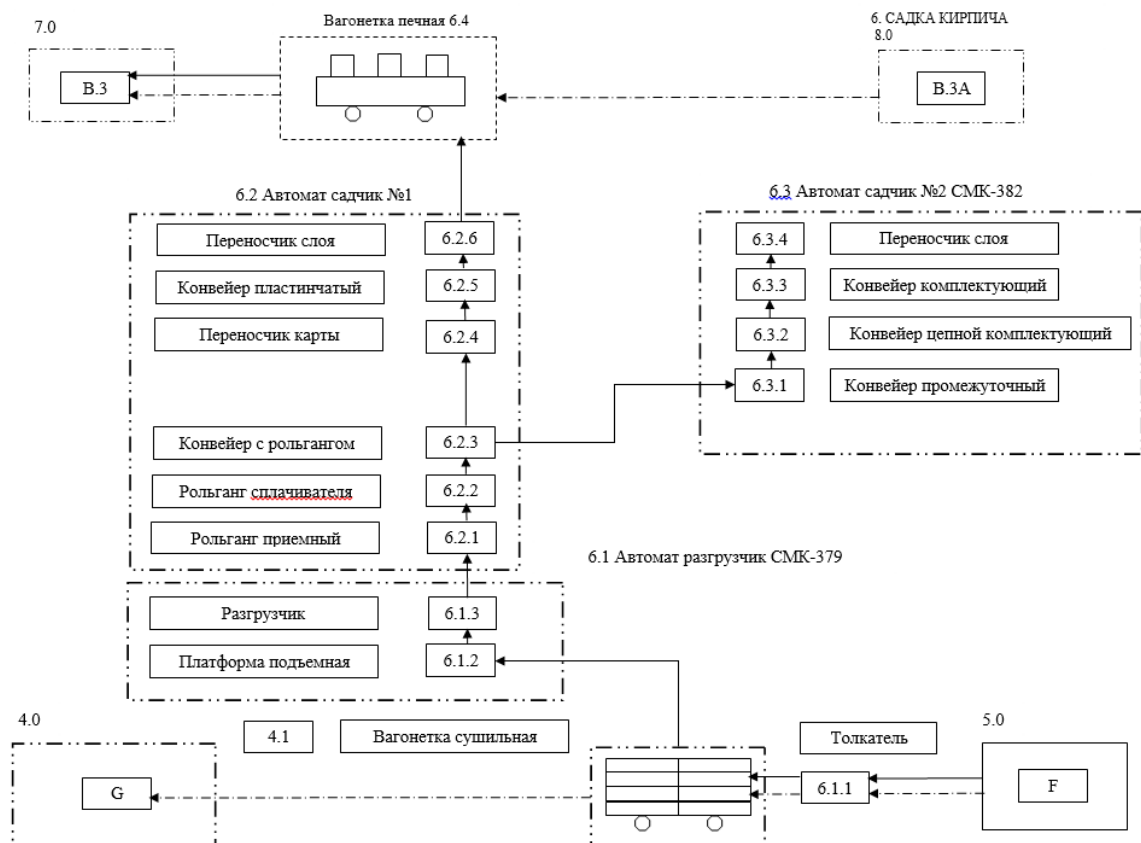 7.0
Вагонетка печная 6.4
6. САДКА КИРПИЧА
8.0
В.3
В.3А
6.2 Автомат садчик №1
6.3 Автомат садчик №2 СМК-382
Переносчик слоя
6.2.6
6.3.4
Переносчик слоя
Конвейер пластинчатый
6.2.5
6.3.3
Конвейер комплектующий
Переносчик карты
6.2.4
6.3.2
Конвейер цепной комплектующий
6.3.1
Конвейер промежуточный
Конвейер с рольгангом
6.2.3
Рольганг сплачивателя
6.2.2
Рольганг приемный
6.2.1
6.1 Автомат разгрузчик СМК-379
Разгрузчик
6.1.3
Платформа подъемная
6.1.2
4.0
4.1
Вагонетка сушильная
Толкатель
5.0
G
6.1.1
F